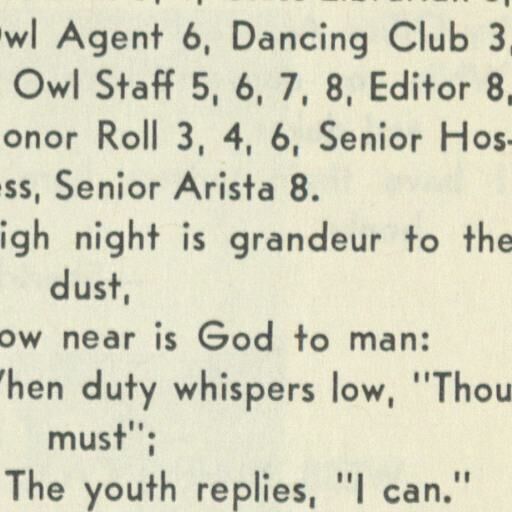 wl Agent 6, Dancing Club 3,
Owl Staff 5, 6, 7, 8, Editor 8,
onor Roll 3, 4, 6, Senior Hos-
ess, Senior Arista 8.
igh night is grandeur to the
dust,
ow near is God to man:
hen duty whispers low, "Thou
must";
The youth replies, "I can."